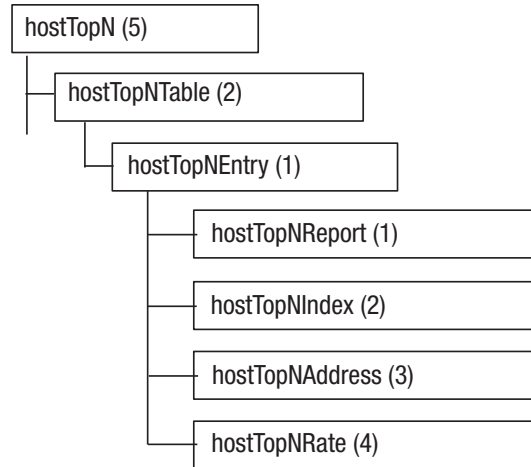 hostTopN (5)
hostTopNTable (2)
hostTopNEntry (1)
hostTopNReport (1)
hostTopNIndex (2)
hostTopNAddress (3)
hostTopNRate (4)